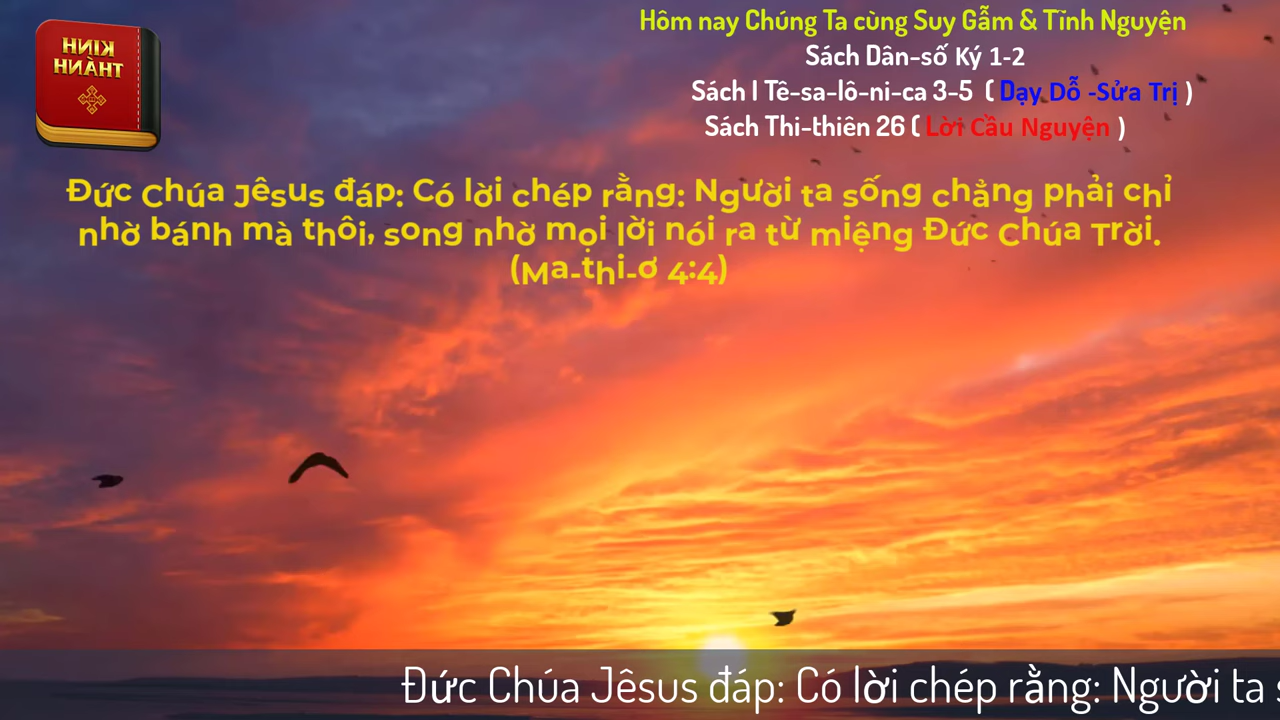 KINH
THÀNH
Hôm nay Chúng Ta cùng Suy Gẫm & Tĩnh Nguyện
Sách Dân-số Ký 1-2
Sách I Tê-sa-lô-ni-ca 3-5 ( Dạy Dỗ -Sửa Trị )
Sách Thi-thiên 26 ( Lời Cầu Nguyện )
Đức Chúa Jêsus đáp: Có lời chép rằng: Người ta sống chẳng phải chỉ
nhờ bánh mà thôi, song nhờ mọi lời nói ra từ miệng Đức Chúa Trời.
(Ma-thi-ơ 4:4)
Đức Chúa Jêsus đáp: Có lời chép rằng: Người ta